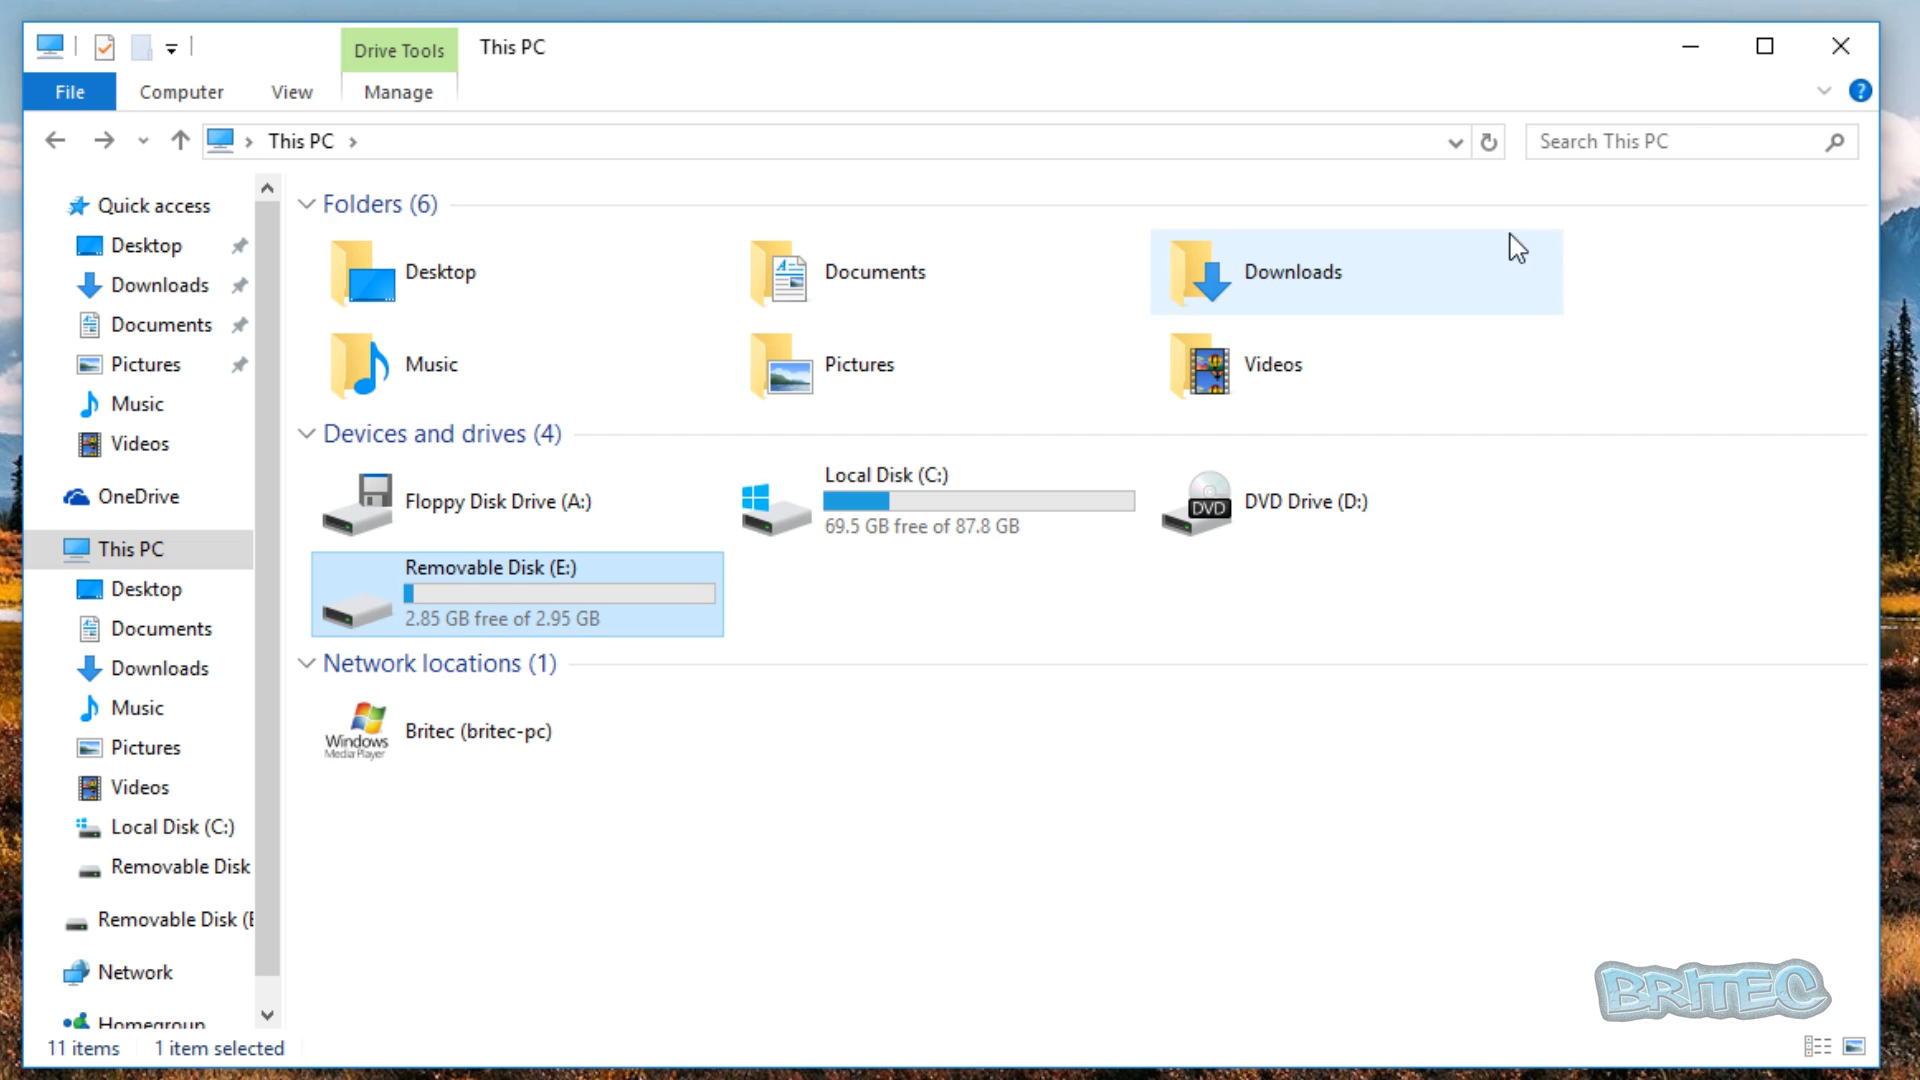 Drive Tools
This PC
File
Computer
View
Manage
This PC
Search This PC
Quick access
Desktop
Downloads
Documents
Pictures
Music
Videos
OneDrive
This PC
Desktop
Documents
Downloads
Music
Pictures
Videos
Local Disk (C:)
Removable Disk
Removable Disk (E
Network
Homegroup
Folders (6)
Desktop
Documents
Downloads
Music
Pictures
Videos
Devices and drives (4)
Floppy Disk Drive (A:)
Local Disk (C:)
69.5 GB free of 87.8 GB
DVD
DVD Drive (D:)
Removable Disk (E:)
2.85 GB free of 2.95 GB
Network locations (1)
Windows
Media Player
Britec (britec-pc)
BRITEC
11 items
1 item selected